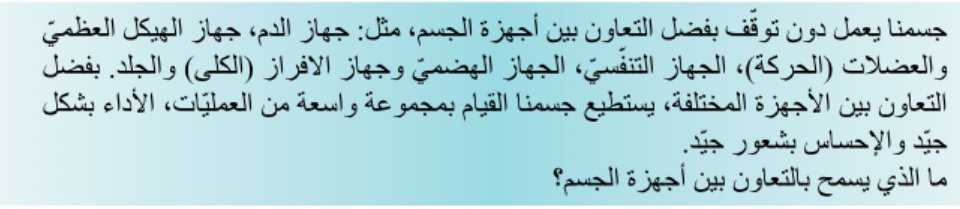 جسمنا يعمل دون توقّف بفضل التعاون بين أجهزة الجسم، مثل: جهاز الدم، جهاز الهيكل العظميّ
والعضلات (الحركة)، الجهاز التنفّسيّ، الجهاز الهضميّ وجهاز الافراز (الكلى) والجلد. بفضل
التعاون بين الأجهزة المختلفة، يستطيع جسمنا القيام بمجموعة واسعة من العمليّات، الأداء بشكل
جيّد والإحساس بشعور جيّد.
ما الذي يسمح بالتعاون بين أجهزة الجسم؟